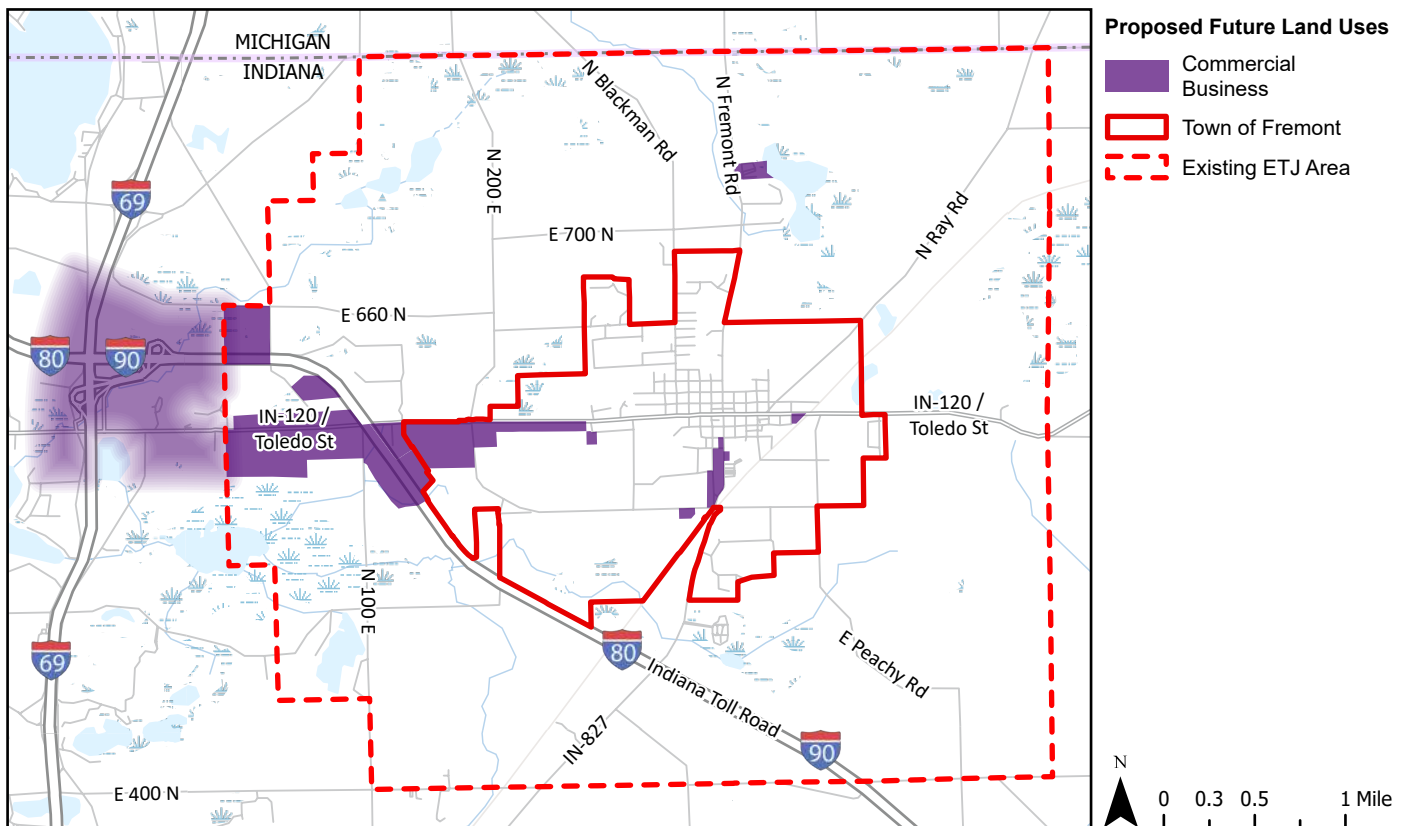 MICHIGAN
INDIANA
N Blackman Rd
N Fremont Rd
N 200 E
69
E 700 N
N Ray Rd
E 660 N
80
90
IN-120 /
Toledo St
IN-120 /
Toledo St
N 100 E
69
80
Indiana Toll Road
E Peachy Rd
IN-827
90
E 400 N
Proposed Future Land Uses
Commercial
Business
Town of Fremont
Existing ETJ Area
N
0 0.3 0.5 1 Mile